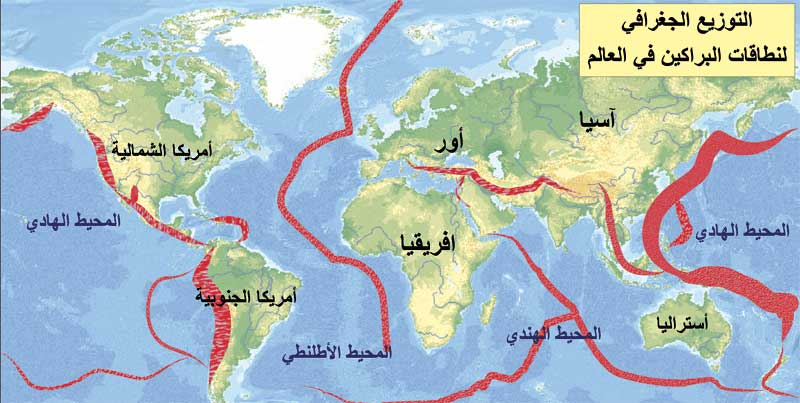 التوزيع الجغرافي
لنطاقات البراكين في العالم
آسيا
أور
أمريكا الشمالية
المحيط الهادي
المحيط الهادي
افريقيا
أمريكا الجنوبية
أستراليا
المحيط الهندي
المحيط الأطلنطي